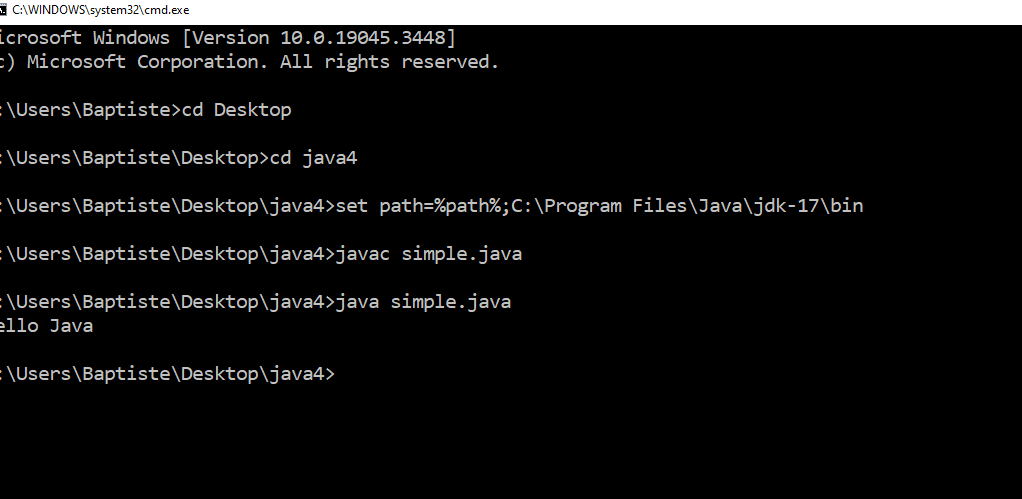 C:\WINDOWS\system32\cmd.exe
icrosoft Windows [Version 10.0.19045.3448]
c) Microsoft Corporation. All rights reserved.
:\Users\Baptiste>cd Desktop
:\Users\Baptiste\Desktop>cd java4
:\Users\Baptiste\Desktop\java4>set path=%path%;C:\Program Files\Java\jdk-17\bin
:\Users\Baptiste\Desktop\java4>javac simple.java
:\Users\Baptiste\Desktop\java4>java simple.java
ello Java
:\Users\Baptiste\Desktop\java4>